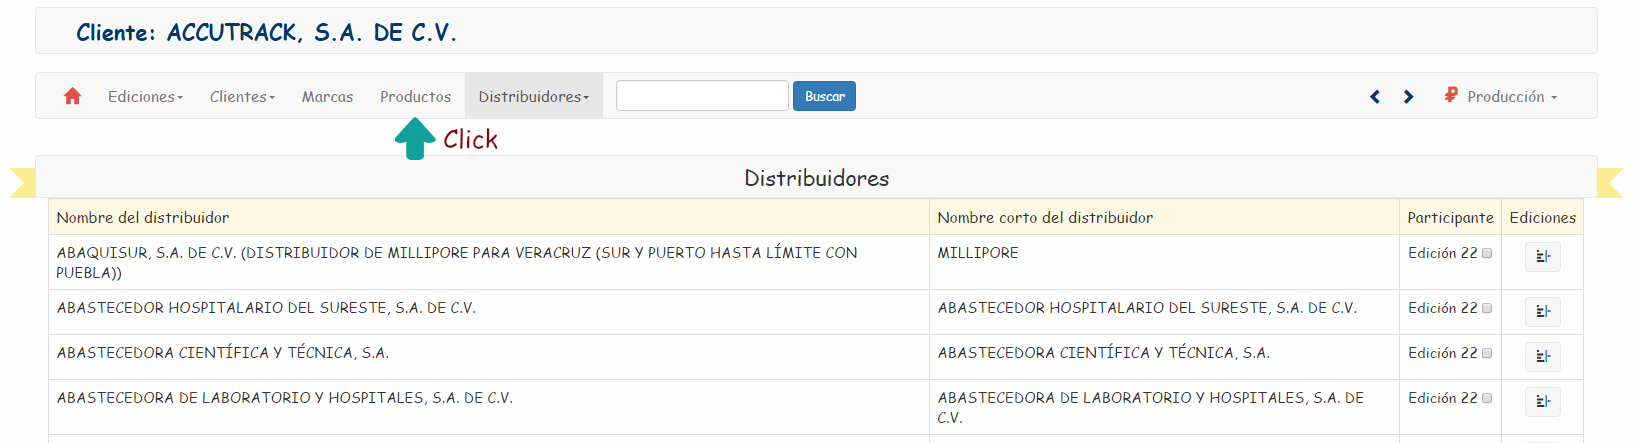 Cliente: ACCUTRACK, S.A. DE C.V.
Ediciones Clientes Marcas Productos Distribuidores Buscar Producción
Click
Distribuidores
Nombre del distribuidor Nombre corto del distribuidor Participante Ediciones
ABAQUISUR, S.A. DE C.V. (DISTRIBUIDOR DE MILLIPORE PARA VERACRUZ (SUR Y PUERTO HASTA LÍMITE CON MILLIPORE Edición 22
PUEBLA))
ABASTECEDOR HOSPITALARIO DEL SURESTE, S.A. DE C.V. ABASTECEDOR HOSPITALARIO DEL SURESTE, S.A. DE C.V. Edición 22
ABASTECEDORA CIENTÍFICA Y TÉCNICA, S.A. ABASTECEDORA CIENTÍFICA Y TÉCNICA, S.A. Edición 22
ABASTECEDORA DE LABORATORIO Y HOSPITALES, S.A. DE C.V. ABASTECEDORA DE LABORATORIO Y HOSPITALES, S.A. DE Edición 22
C.V.